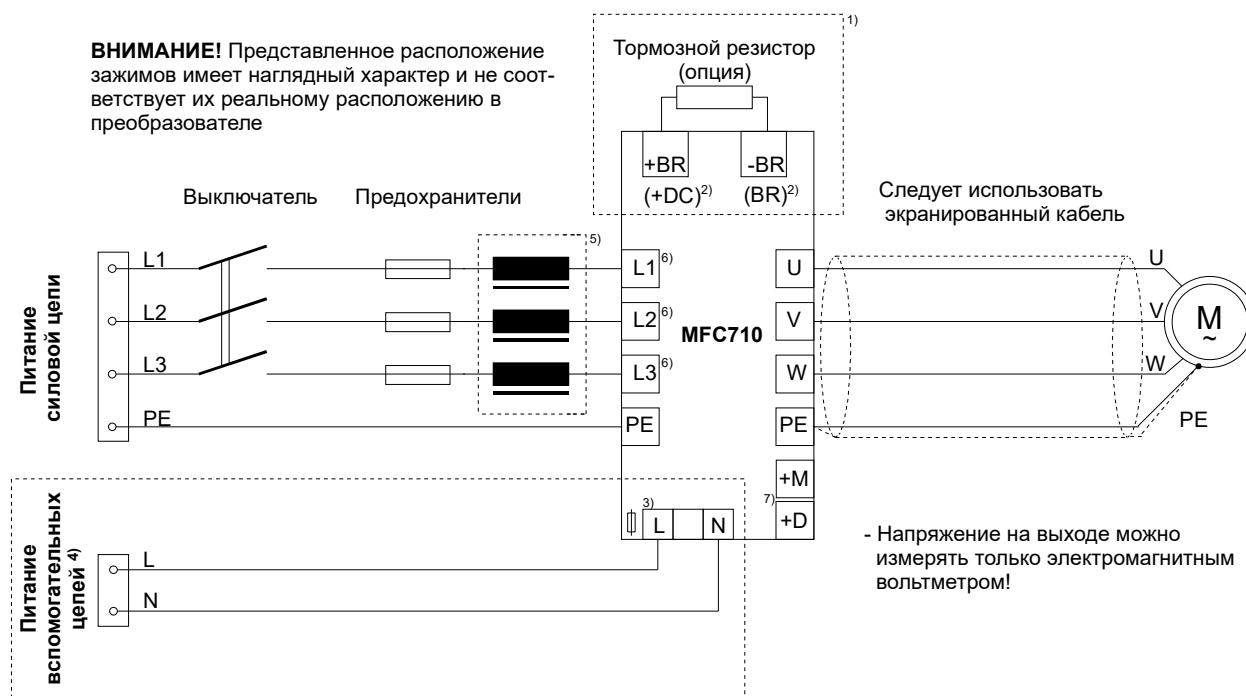 ВНИМАНИЕ! Представленное расположение
зажимов имеет наглядный характер и не соот-
ветствует их реальному расположению в
преобразователе
1)
Тормозной резистор
(опция)
+BR
-BR
(+DC)2)
(BR)2)
Выключатель
Предохранители
Следует использовать
экранированный кабель
Питание
силовой цепи
L1
L2
L3
PE
5)
L1 6)
L2 6)
L3 6)
PE
MFC710
U
V
W
PE
+M
7)
+D
U
V
W
PE
M
~
3)
L
N
Питание
вспомогательных
цепей 4)
L
N
- Напряжение на выходе можно
измерять только электромагнитным
вольтметром!